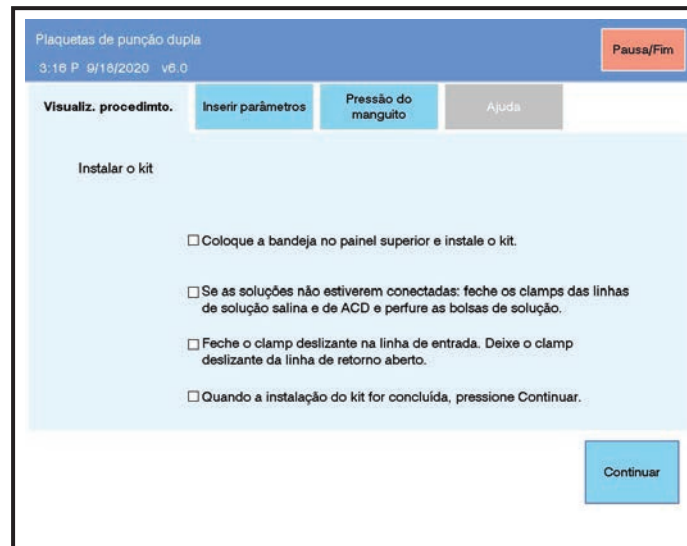 Plaquetas de punção dupla
3:16 P 9/18/2020 v6.0
Pausa/Fim
Visualiz. procedimto.
Inserir parâmetros
Pressão do
manguito
Ajuda
Instalar o kit
Coloque a bandeja no painel superior e instale o kit.
Se as soluções não estiverem conectadas: feche os clamps das linhas
de solução salina e de ACD e perfure as bolsas de solução.
Feche o clamp deslizante na linha de entrada. Deixe o clamp
deslizante da linha de retorno aberto.
Quando a instalação do kit for concluída, pressione Continuar.
Continuar